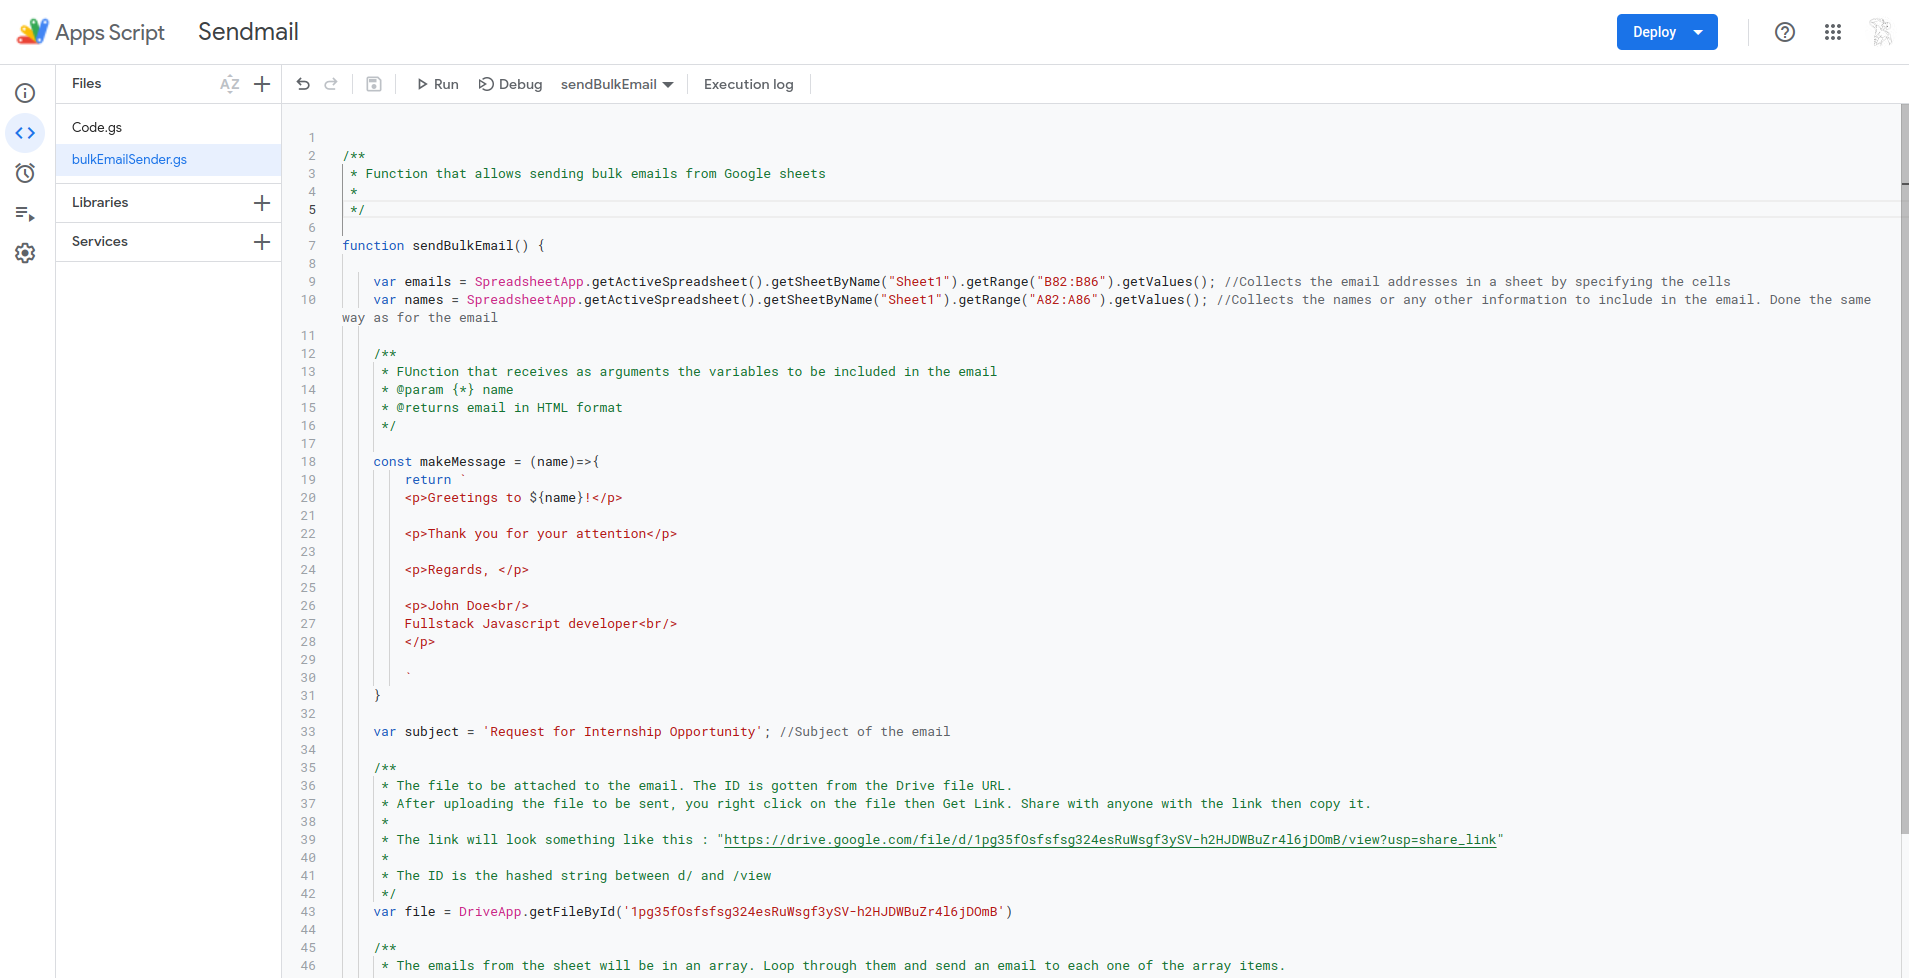 Apps Script
Sendmail
Deploy
Files
AZ
Run
Debug
sendBulkEmail
Execution log
Code.gs
bulkEmailSender.gs
Libraries
Services
1
2 /**
3 * Function that allows sending bulk emails from Google sheets
4 *
5 */
6
7 function sendBulkEmail() {
8
9 var emails = SpreadsheetApp.getActiveSpreadsheet().getSheetByName("Sheet1").getRange("B82:B86").getValues(); //Collects the email addresses in a sheet by specifying the cells
10 var names = SpreadsheetApp.getActiveSpreadsheet().getSheetByName("Sheet1").getRange("A82:A86").getValues(); //Collects the names or any other information to include in the email. Done the same
way as for the email
11
12 /**
13 * FUnction that receives as arguments the variables to be included in the email
14 * @param {*} name
15 * @returns email in HTML format
16 */
17
18 const makeMessage = (name)=>{
19 return `
20 <p>Greetings to ${name}!</p>
21
22 <p>Thank you for your attention</p>
23
24 <p>Regards, </p>
25
26 <p>John Doe<br/>
27 Fullstack Javascript developer<br/>
28 </p>
29
30 `
31 }
32
33 var subject = 'Request for Internship Opportunity'; //Subject of the email
34
35 /**
36 * The file to be attached to the email. The ID is gotten from the Drive file URL.
37 * After uploading the file to be sent, you right click on the file then Get Link. Share with anyone with the link then copy it.
38 *
39 * The link will look something like this : "https://drive.google.com/file/d/1pg35fOsfsfsg324esRuWsgf3ySV-h2HJDWBuZr4l6jDOmB/view?usp=share_link"
40 *
41 * The ID is the hashed string between d/ and /view
42 */
43 var file = DriveApp.getFileById('1pg35fOsfsfsg324esRuWsgf3ySV-h2HJDWBuZr4l6jDOmB')
44
45 /**
46 * The emails from the sheet will be in an array. Loop through them and send an email to each one of the array items.